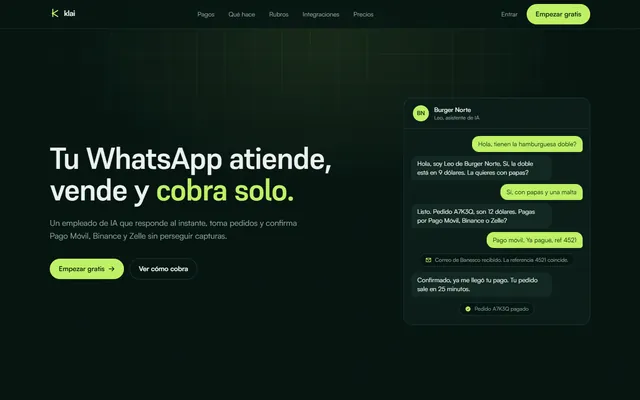 klai
Pagos
Qué hace
Rubros
Integraciones
Precios
Entrar
Empezar gratis
Tu WhatsApp atiende,
vende y cobra solo.
Un empleado de IA que responde al instante, toma pedidos y confirma
Pago Móvil, Binance y Zelle sin perseguir capturas.
Empezar gratis →
Ver cómo cobra
BN
Burger Norte
Leo, asistente de IA
Hola, tienen la hamburguesa doble?
Hola, soy Leo de Burger Norte. Sí, la doble
está en 9 dólares. La quieres con papas?
Sí, con papas y una malta
Listo. Pedido A7K3Q, son 12 dólares. Pagas
por Pago Móvil, Binance o Zelle?
Pago móvil. Ya pagué, ref 4521
Correo de Banesco recibido. La referencia 4521 coincide.
Confirmado, ya me llegó tu pago. Tu pedido
sale en 25 minutos.
Pedido A7K3Q pagado